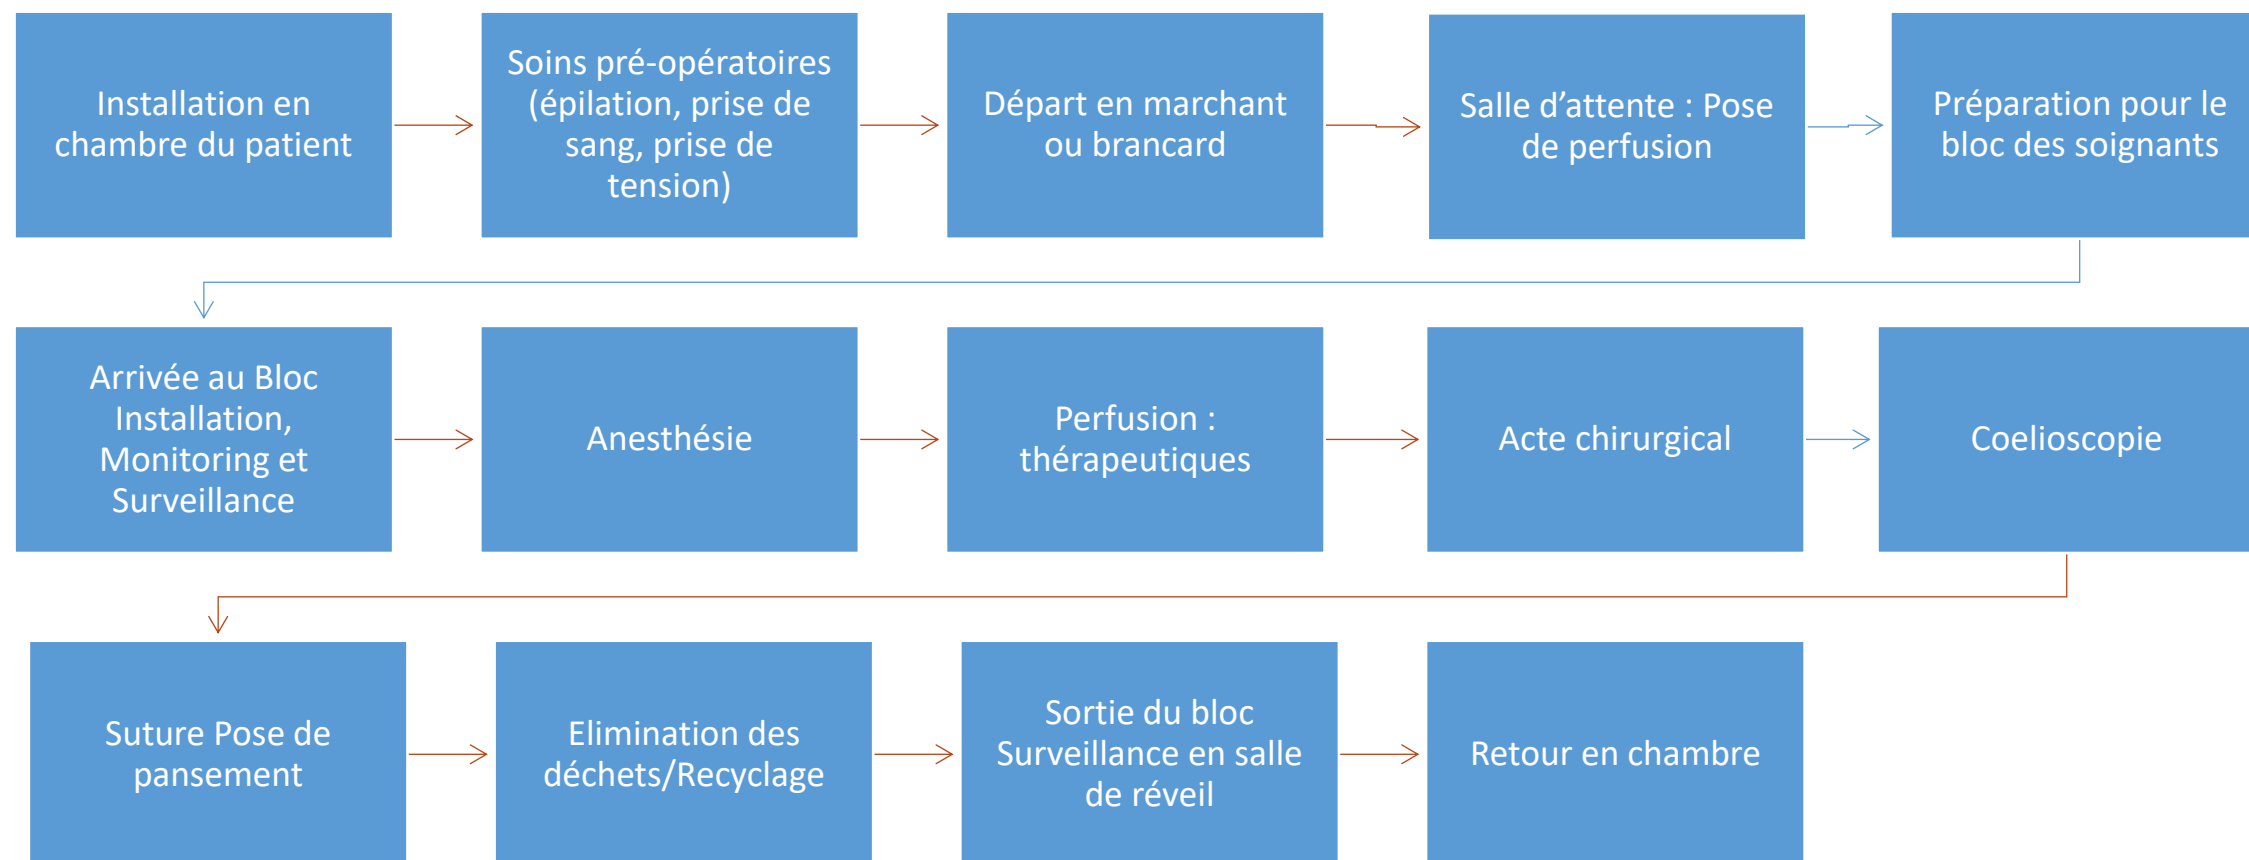 Installation en
chambre du patient
Soins pré-opératoires
(épilation, prise de
sang, prise de
tension)
Départ en marchant
ou brancard
Salle d’attente : Pose
de perfusion
Préparation pour le
bloc des soignants
Arrivée au Bloc
Installation,
Monitoring et
Surveillance
Anesthésie
Perfusion :
thérapeutiques
Acte chirurgical
Coelioscopie
Suture Pose de
pansement
Elimination des
déchets/Recyclage
Sortie du bloc
Surveillance en salle
de réveil
Retour en chambre